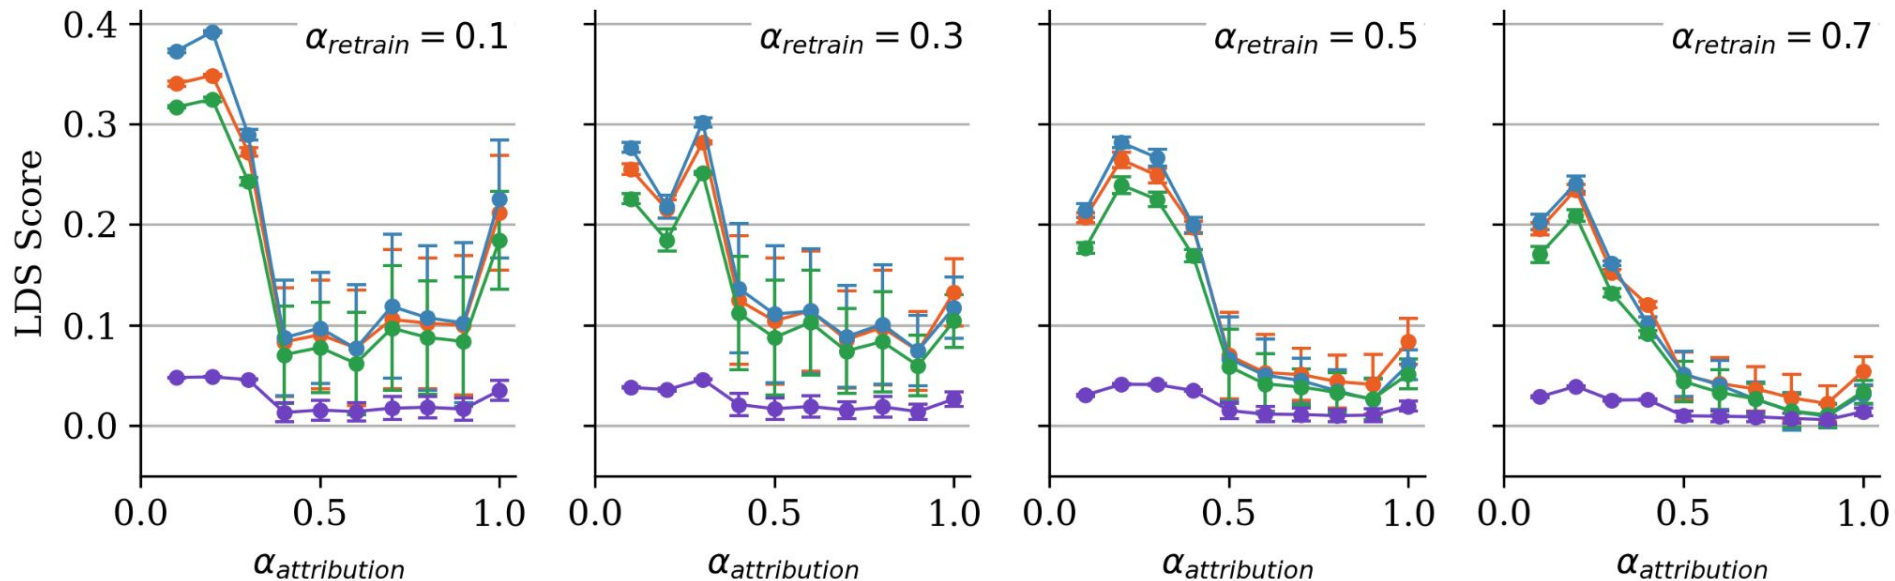 LDS Score
0.4
0.3
0.2
0.1
0.0
α_retrain = 0.1
0.0 0.5 1.0
α_attribution
α_retrain = 0.3
0.0 0.5 1.0
α_attribution
α_retrain = 0.5
0.0 0.5 1.0
α_attribution
α_retrain = 0.7
0.0 0.5 1.0
α_attribution